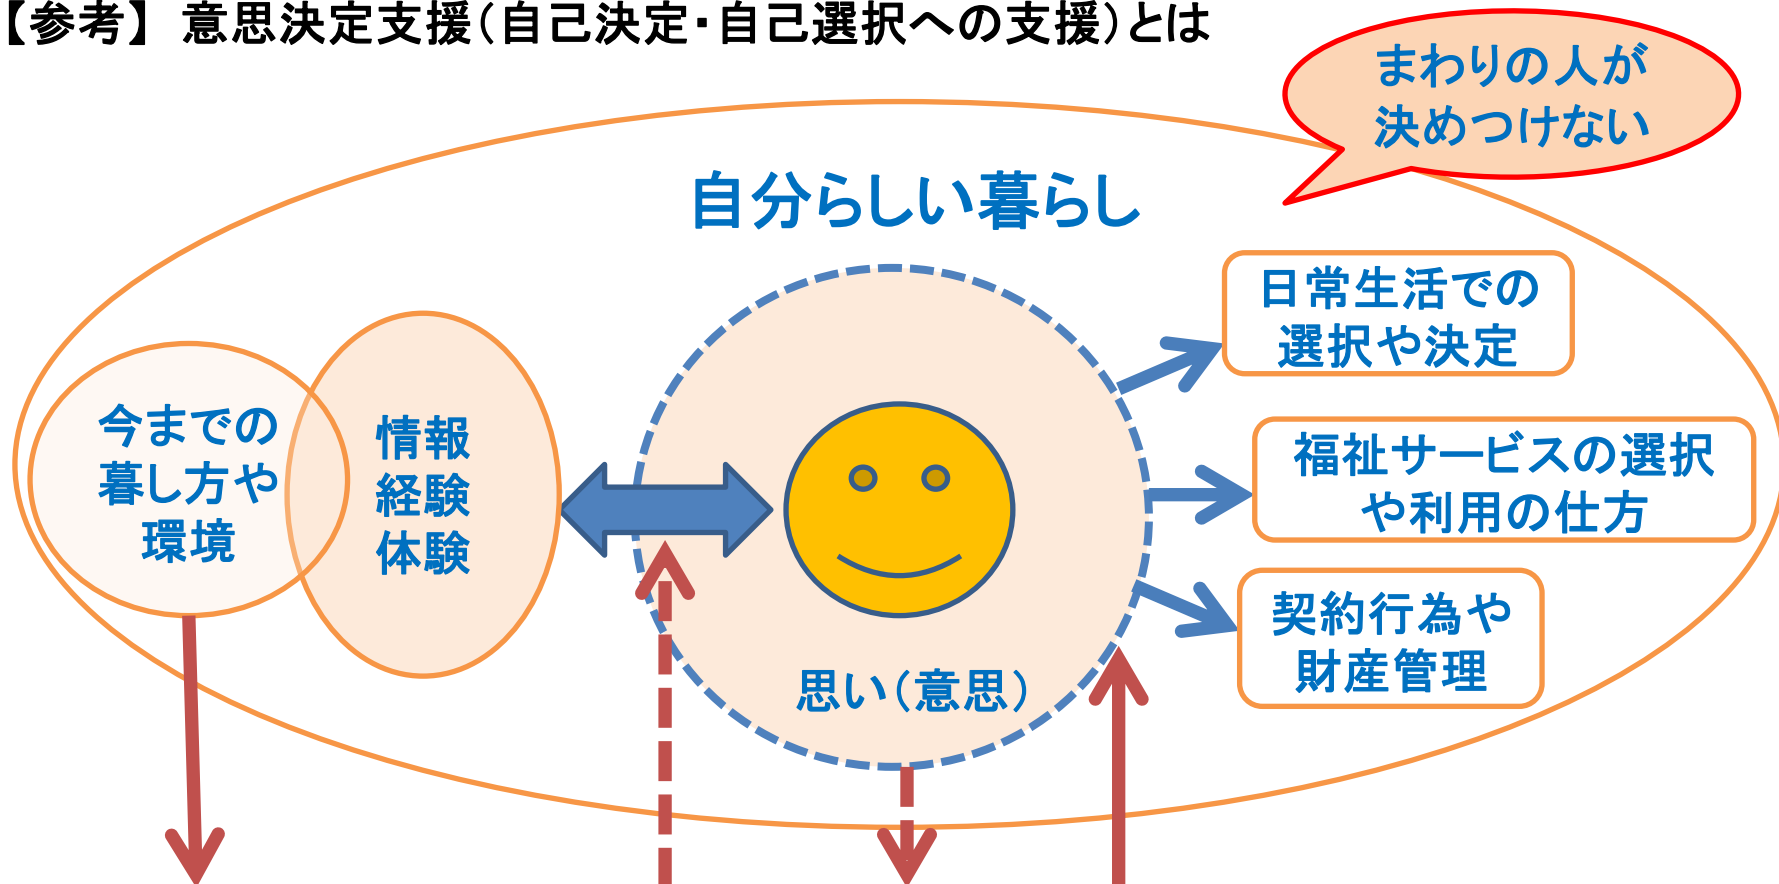 【参考】 意思決定支援（自己決定・自己選択への支援）とは
まわりの人が
決めつけない
自分らしい暮らし
日常生活での
選択や決定
今までの
暮し方や
環境
情報
経験
体験
福祉サービスの選択
や利用の仕方
契約行為や
財産管理
思い（意思）